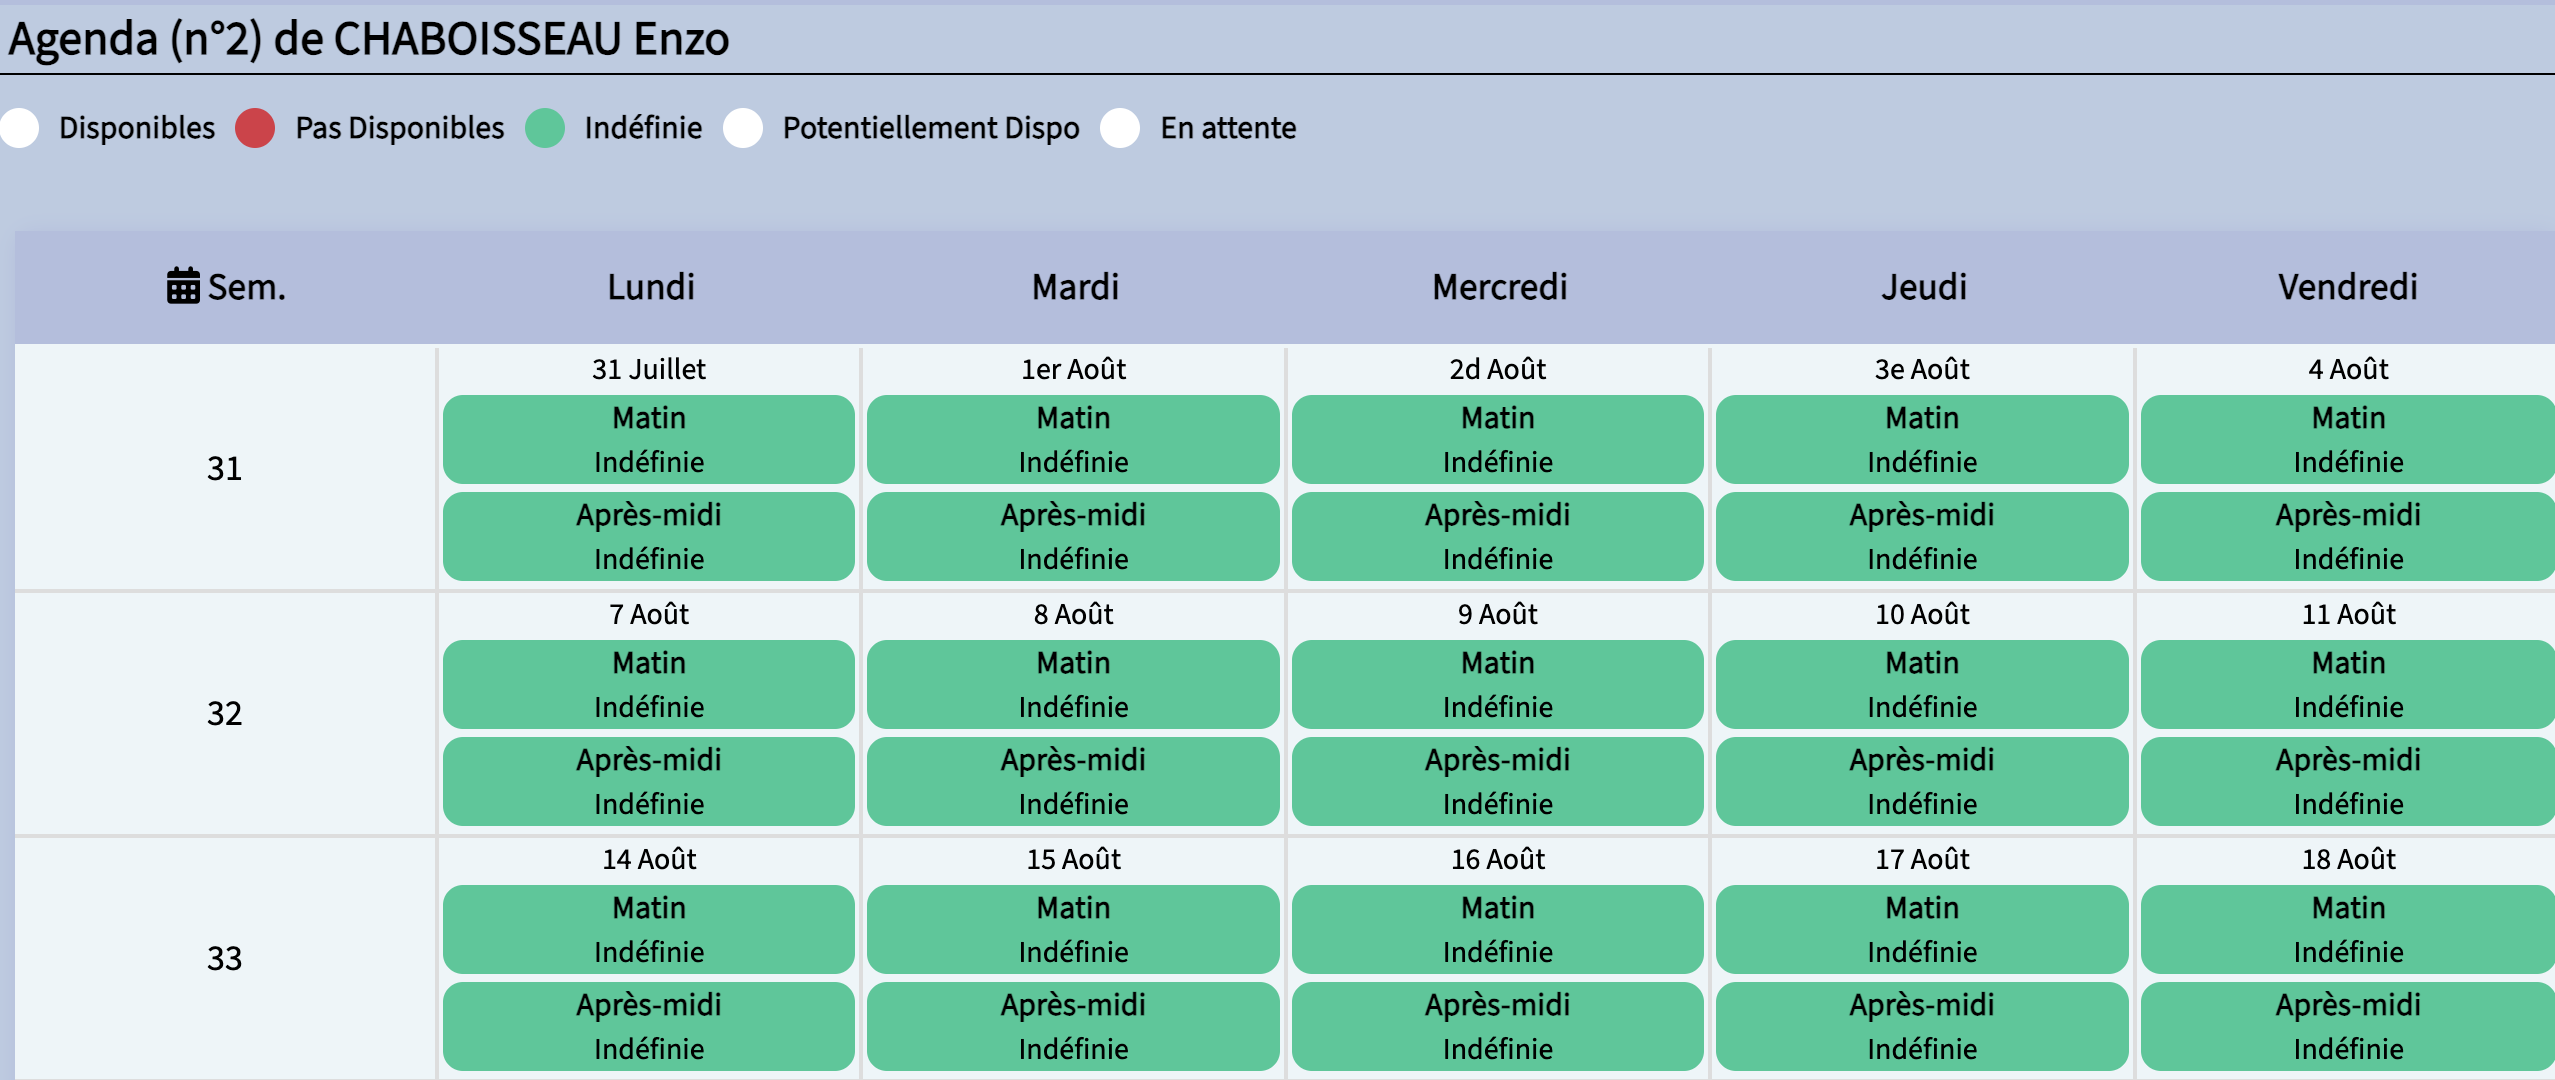 Agenda (n°2) de CHABOISSEAU Enzo
Disponibles Pas Disponibles Indéfinie Potentiellement Dispo En attente
Sem. Lundi Mardi Mercredi Jeudi Vendredi
31 Juillet 1er Août 2d Août 3e Août 4 Août
Matin Matin Matin Matin Matin
Indéfinie Indéfinie Indéfinie Indéfinie Indéfinie
31
Après-midi Après-midi Après-midi Après-midi Après-midi
Indéfinie Indéfinie Indéfinie Indéfinie Indéfinie
7 Août 8 Août 9 Août 10 Août 11 Août
Matin Matin Matin Matin Matin
Indéfinie Indéfinie Indéfinie Indéfinie Indéfinie
32
Après-midi Après-midi Après-midi Après-midi Après-midi
Indéfinie Indéfinie Indéfinie Indéfinie Indéfinie
14 Août 15 Août 16 Août 17 Août 18 Août
Matin Matin Matin Matin Matin
Indéfinie Indéfinie Indéfinie Indéfinie Indéfinie
33
Après-midi Après-midi Après-midi Après-midi Après-midi
Indéfinie Indéfinie Indéfinie Indéfinie Indéfinie